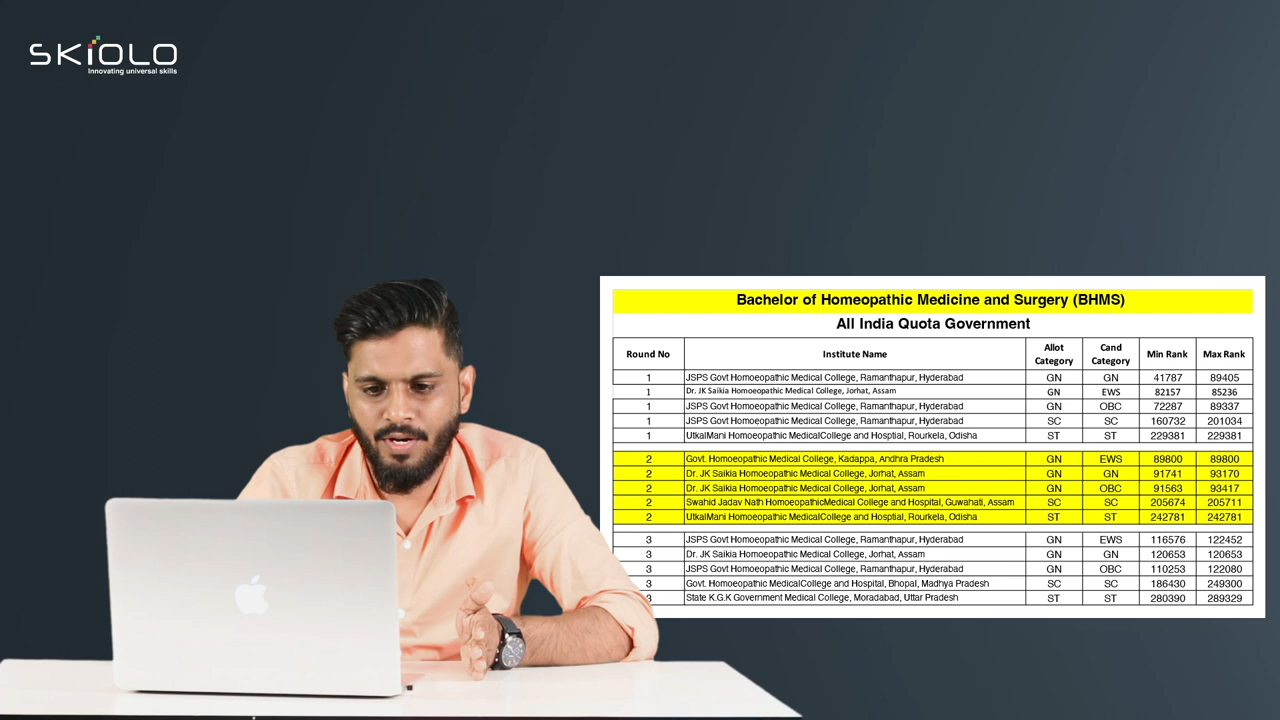 SKiOLO
Innovating universal skills
Bachelor of Homeopathic Medicine and Surgery (BHMS)
All India Quota Government
Round No Institute Name Allot Category Cand Category Min Rank Max Rank
1 JSPS Govt Homoeopathic Medical College, Ramanthapur, Hyderabad GN GN 41787 89405
1 Dr. JK Saikia Homoeopathic Medical College, Jorhat, Assam GN EWS 82157 85236
1 JSPS Govt Homoeopathic Medical College, Ramanthapur, Hyderabad GN OBC 72287 89337
1 JSPS Govt Homoeopathic Medical College, Ramanthapur, Hyderabad SC SC 160732 201034
1 UtkalMani Homoeopathic MedicalCollege and Hosptial, Rourkela, Odisha ST ST 229381 229381
2 Govt. Homoeopathic Medical College, Kadappa, Andhra Pradesh GN EWS 89800 89800
2 Dr. JK Saikia Homoeopathic Medical College, Jorhat, Assam GN GN 91741 93170
2 Dr. JK Saikia Homoeopathic Medical College, Jorhat, Assam GN OBC 91563 93417
2 Swahid Jadav Nath HomoeopathicMedical College and Hospital, Guwahati, Assam SC SC 205674 205711
2 UtkalMani Homoeopathic MedicalCollege and Hosptial, Rourkela, Odisha ST ST 242781 242781
3 JSPS Govt Homoeopathic Medical College, Ramanthapur, Hyderabad GN EWS 116576 122452
3 Dr. JK Saikia Homoeopathic Medical College, Jorhat, Assam GN GN 120653 120653
3 JSPS Govt Homoeopathic Medical College, Ramanthapur, Hyderabad GN OBC 110253 122080
3 Govt. Homoeopathic MedicalCollege and Hospital, Bhopal, Madhya Pradesh SC SC 186430 249300
3 State K.G.K Government Medical College, Moradabad, Uttar Pradesh ST ST 280390 289329